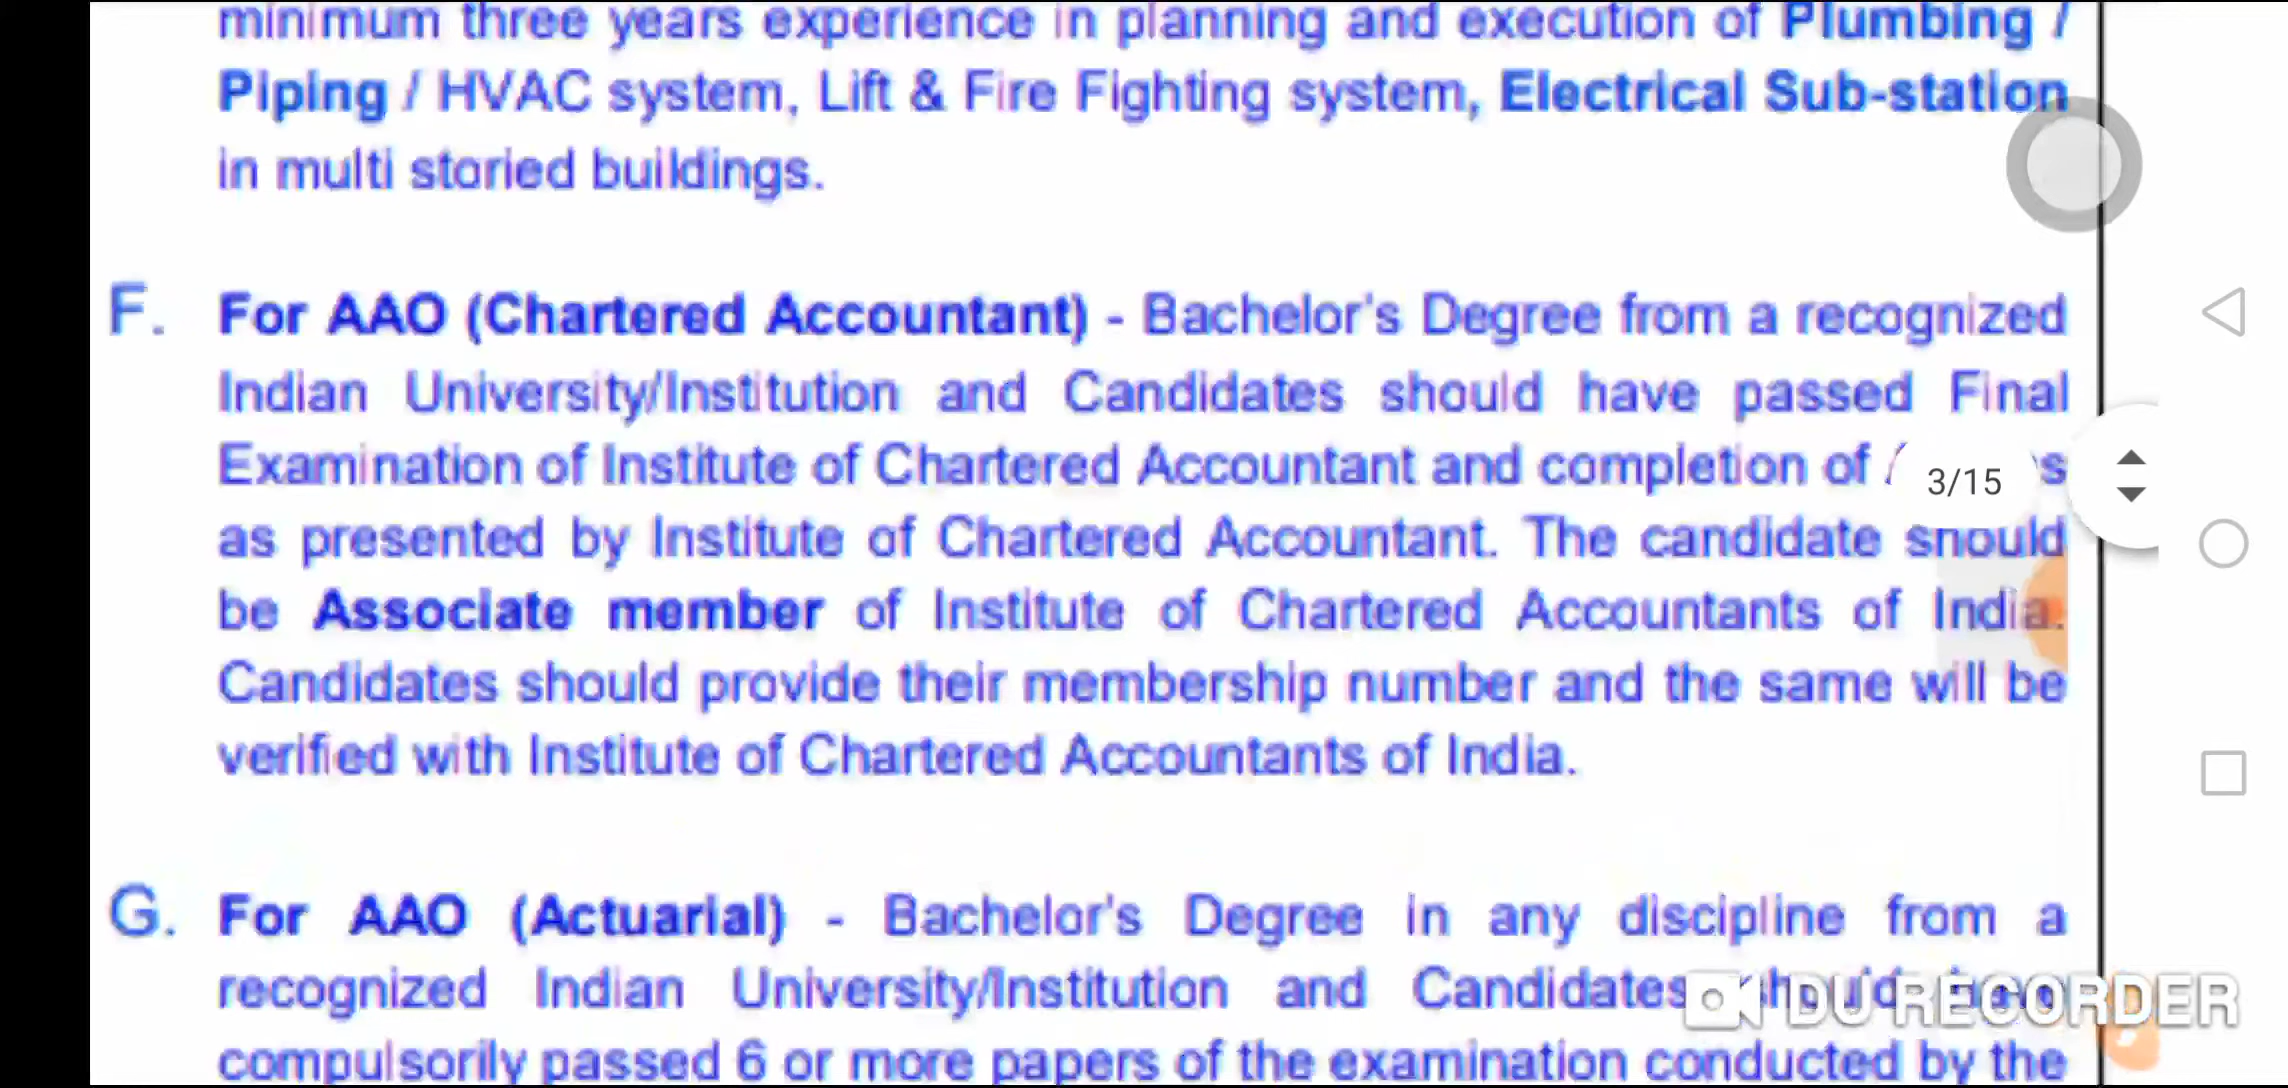 minimum three years experience in planning and execution of Plumbing /
Piping / HVAC system, Lift & Fire Fighting system, Electrical Sub-station
in multi storied buildings.
F. For AAO (Chartered Accountant) - Bachelor's Degree from a recognized
Indian University/Institution and Candidates should have passed Final
Examination of Institute of Chartered Accountant and completion of
3/15
as presented by Institute of Chartered Accountant. The candidate should
be Associate member of Institute of Chartered Accountants of India.
Candidates should provide their membership number and the same will be
verified with Institute of Chartered Accountants of India.
G. For AAO (Actuarial) - Bachelor's Degree in any discipline from a
recognized Indian University/Institution and Candidates should
DU RECORDER
compulsorily passed 6 or more papers of the examination conducted by the